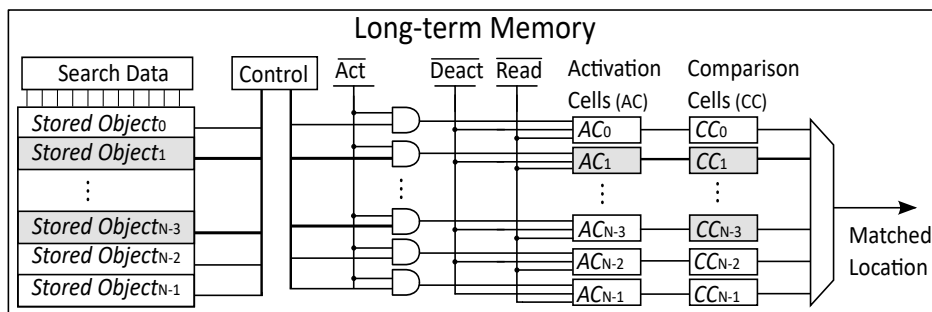 Long-term Memory
Search Data
Control
Act
Deact
Read
Activation
Cells (AC)
Comparison
Cells (CC)
Stored Object0
AC0
CC0
Stored Object1
AC1
CC1
Stored ObjectN-3
ACN-3
CCN-3
Stored ObjectN-2
ACN-2
CCN-2
Stored ObjectN-1
ACN-1
CCN-1
Matched
Location